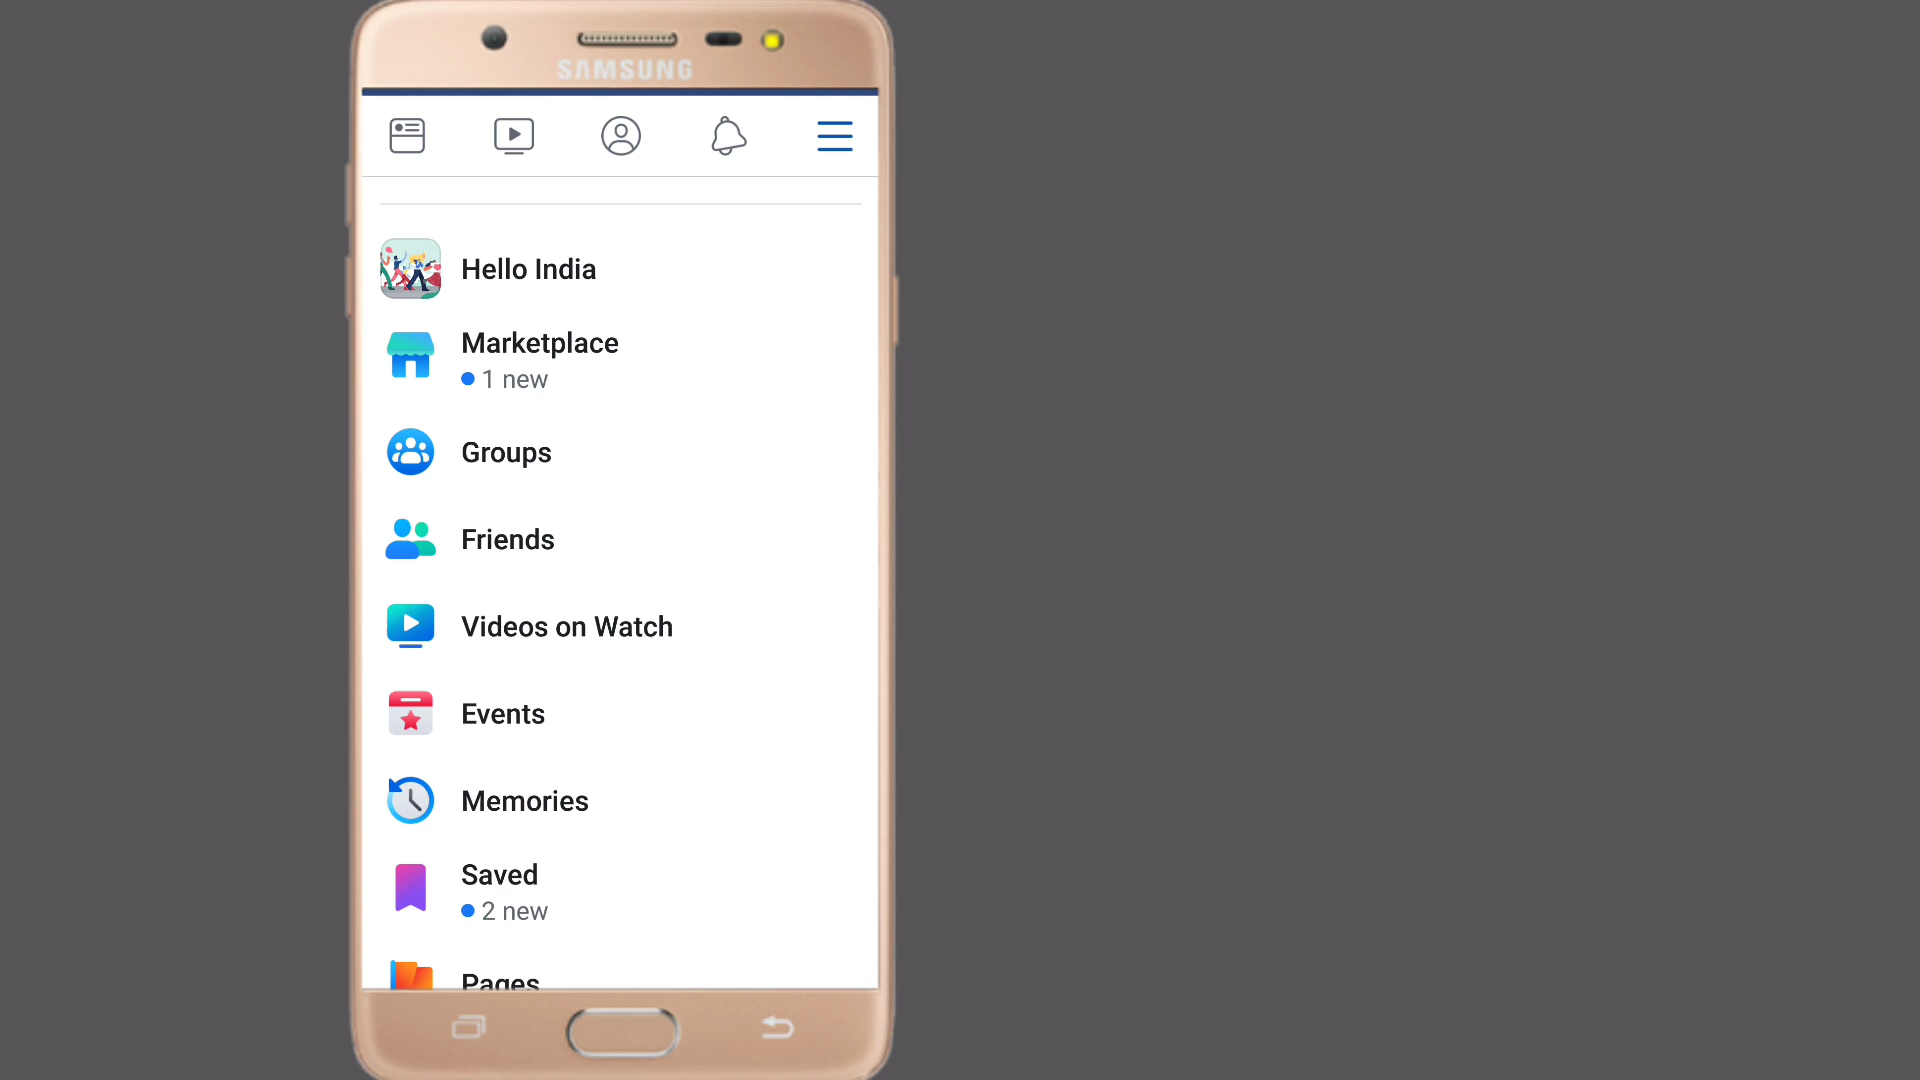 SAMSUNG
Hello India
Marketplace
1 new
Groups
Friends
Videos on Watch
Events
Memories
Saved
2 new
Pages